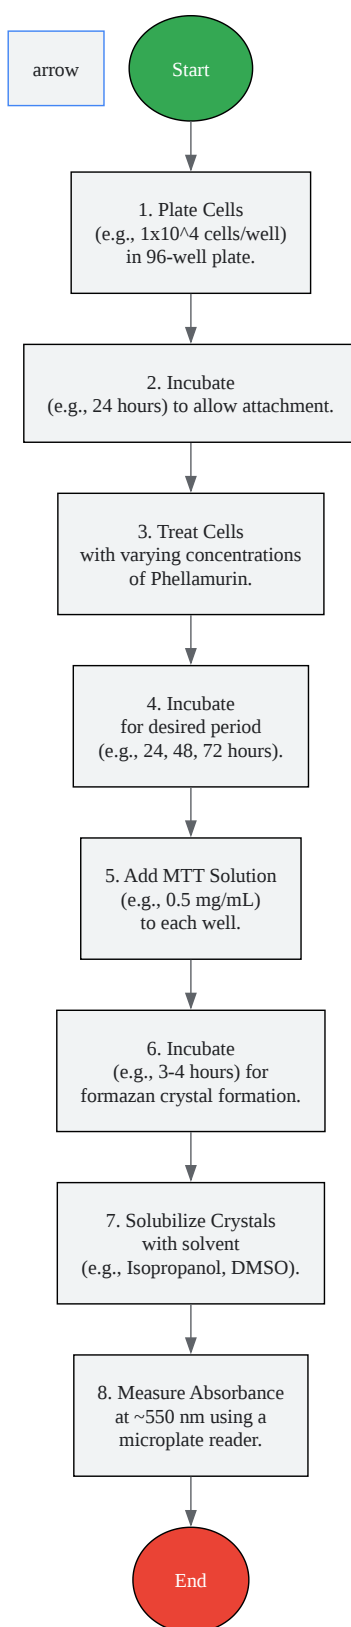 arrow
Start
1. Plate Cells
(e.g., 1x10^4 cells/well)
in 96-well plate.
2. Incubate
(e.g., 24 hours) to allow attachment.
3. Treat Cells
with varying concentrations
of Phellamurin.
4. Incubate
for desired period
(e.g., 24, 48, 72 hours).
5. Add MTT Solution
(e.g., 0.5 mg/mL)
to each well.
6. Incubate
(e.g., 3-4 hours) for
formazan crystal formation.
7. Solubilize Crystals
with solvent
(e.g., Isopropanol, DMSO).
8. Measure Absorbance
at ~550 nm using a
microplate reader.
End